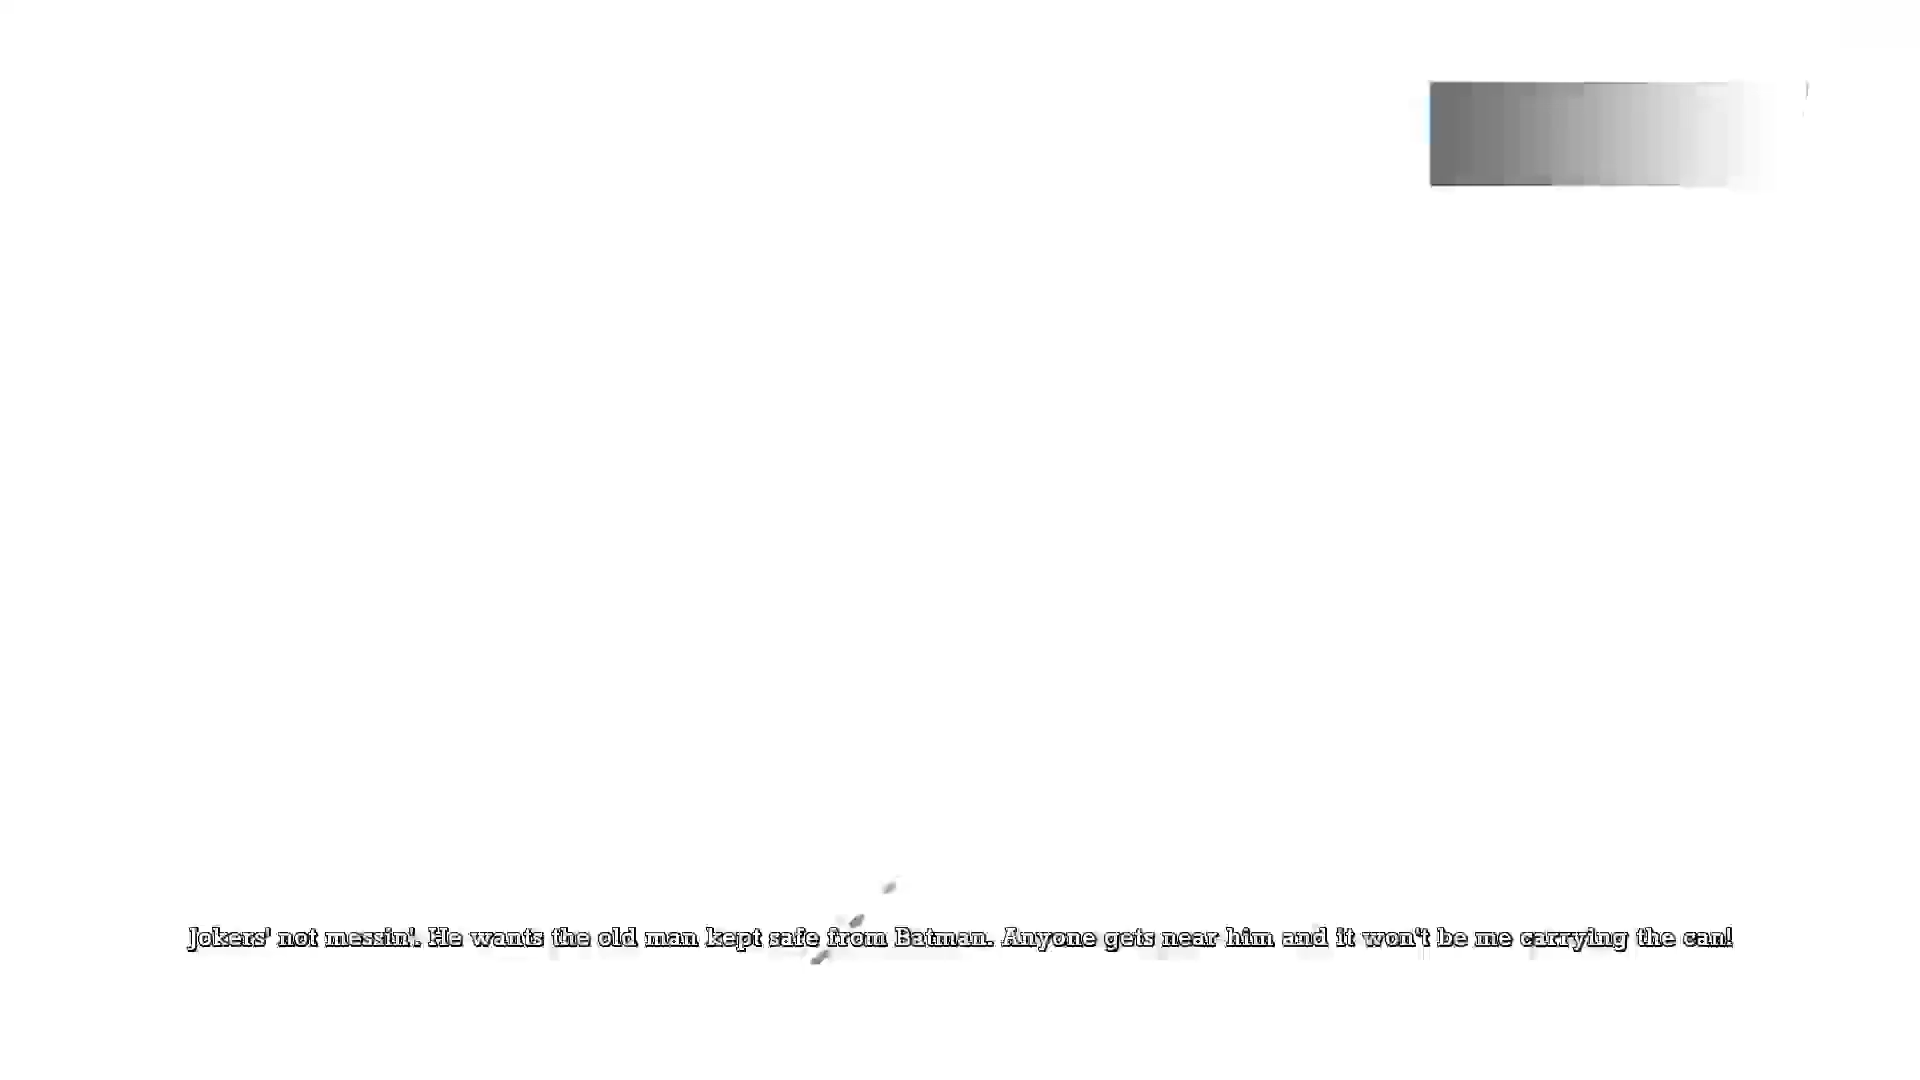 Jokers' not messin'. He wants the old man kept safe from Batman. Anyone gets near him and it won't be me carrying the can!